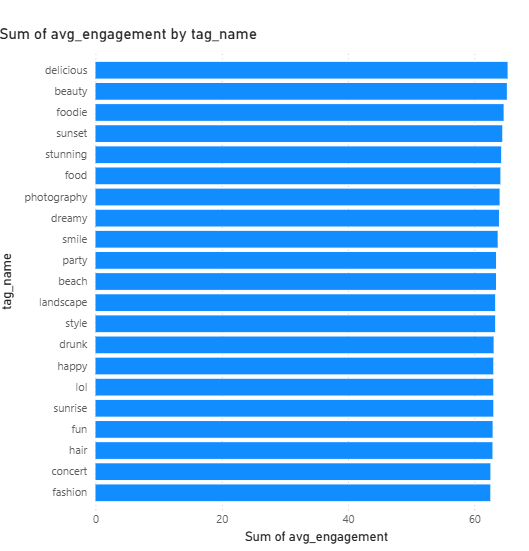 Sum of avg_engagement by tag_name
tag_name
delicious
beauty
foodie
sunset
stunning
food
photography
dreamy
smile
party
beach
landscape
style
drunk
happy
lol
sunrise
fun
hair
concert
fashion
0 20 40 60
Sum of avg_engagement